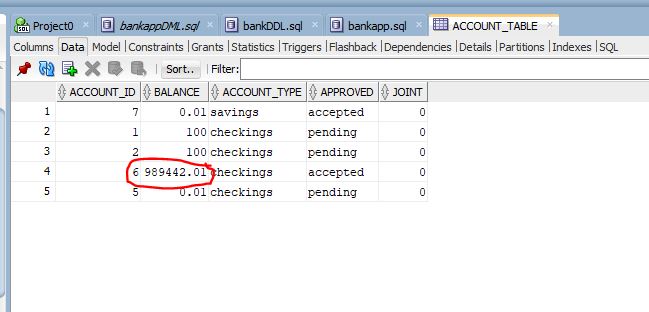 Project0 bankappDML.sql bankDDL.sql bankapp.sql ACCOUNT_TABLE
Columns Data Model Constraints Grants Statistics Triggers Flashback Dependencies Details Partitions Indexes SQL
Sort.. Filter:
ACCOUNT_ID BALANCE ACCOUNT_TYPE APPROVED JOINT
1 7 0.01 savings accepted 0
2 1 100 checkings pending 0
3 2 100 checkings pending 0
4 6 989442.01 checkings accepted 0
5 5 0.01 checkings pending 0